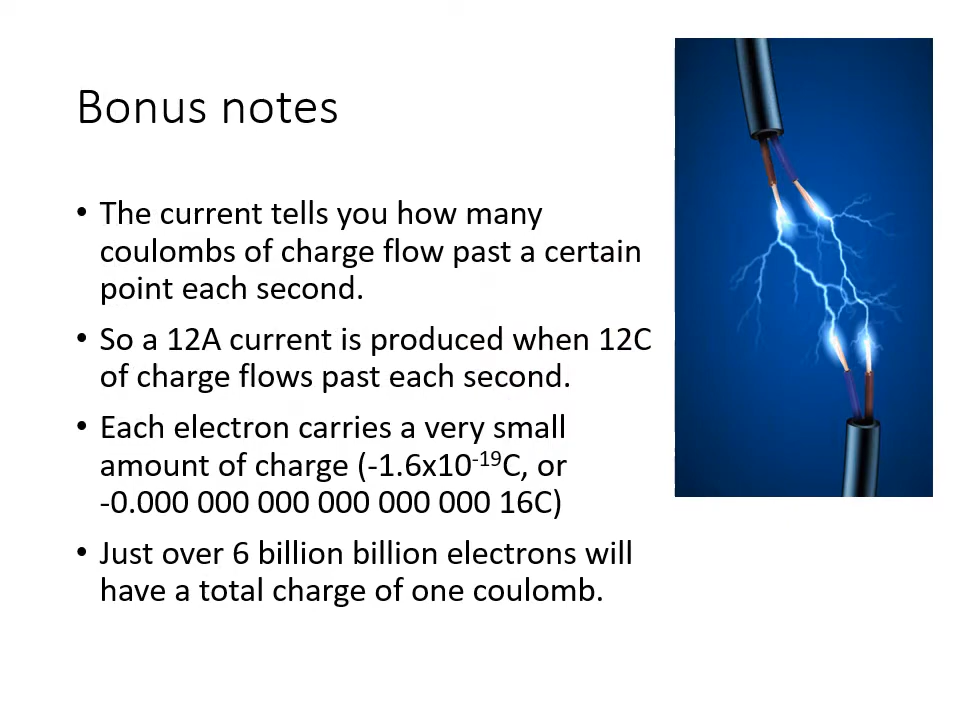 Bonus notes
• The current tells you how many
coulombs of charge flow past a certain
point each second.
• So a 12A current is produced when 12C
of charge flows past each second.
• Each electron carries a very small
amount of charge (-1.6x10⁻¹⁹C, or
-0.000 000 000 000 000 000 16C)
• Just over 6 billion billion electrons will
have a total charge of one coulomb.